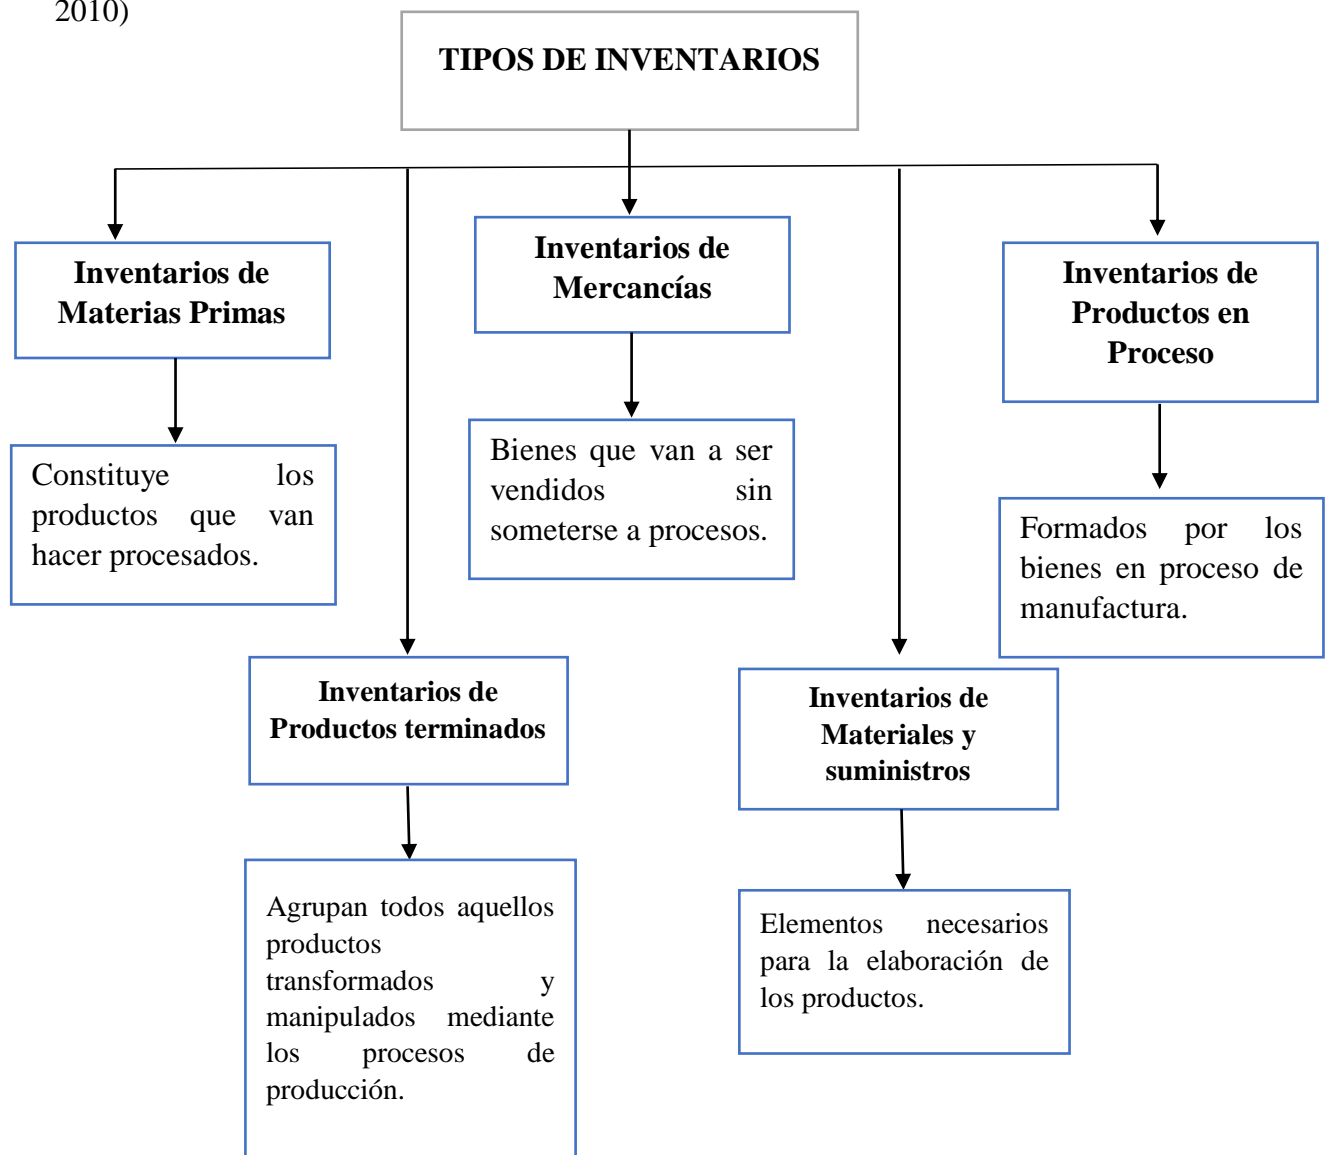 2010)
TIPOS DE INVENTARIOS
Inventarios de
Materias Primas
Inventarios de
Mercancías
Inventarios de
Productos en
Proceso
Constituye los
productos que van
hacer procesados.
Bienes que van a ser
vendidos sin
someterse a procesos.
Formados por los
bienes en proceso de
manufactura.
Inventarios de
Productos terminados
Inventarios de
Materiales y
suministros
Agrupan todos aquellos
productos
transformados y
manipulados mediante
los procesos de
producción.
Elementos necesarios
para la elaboración de
los productos.